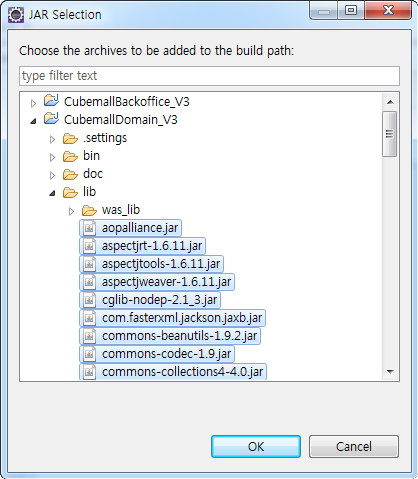 JAR Selection
Choose the archives to be added to the build path:
type filter text
CubemallBackoffice_V3
CubemallDomain_V3
.settings
bin
doc
lib
was_lib
aopalliance.jar
aspectjrt-1.6.11.jar
aspectjtools-1.6.11.jar
aspectjweaver-1.6.11.jar
cglib-nodep-2.1_3.jar
com.fasterxml.jackson.jaxb.jar
commons-beanutils-1.9.2.jar
commons-codec-1.9.jar
commons-collections4-4.0.jar
OK
Cancel